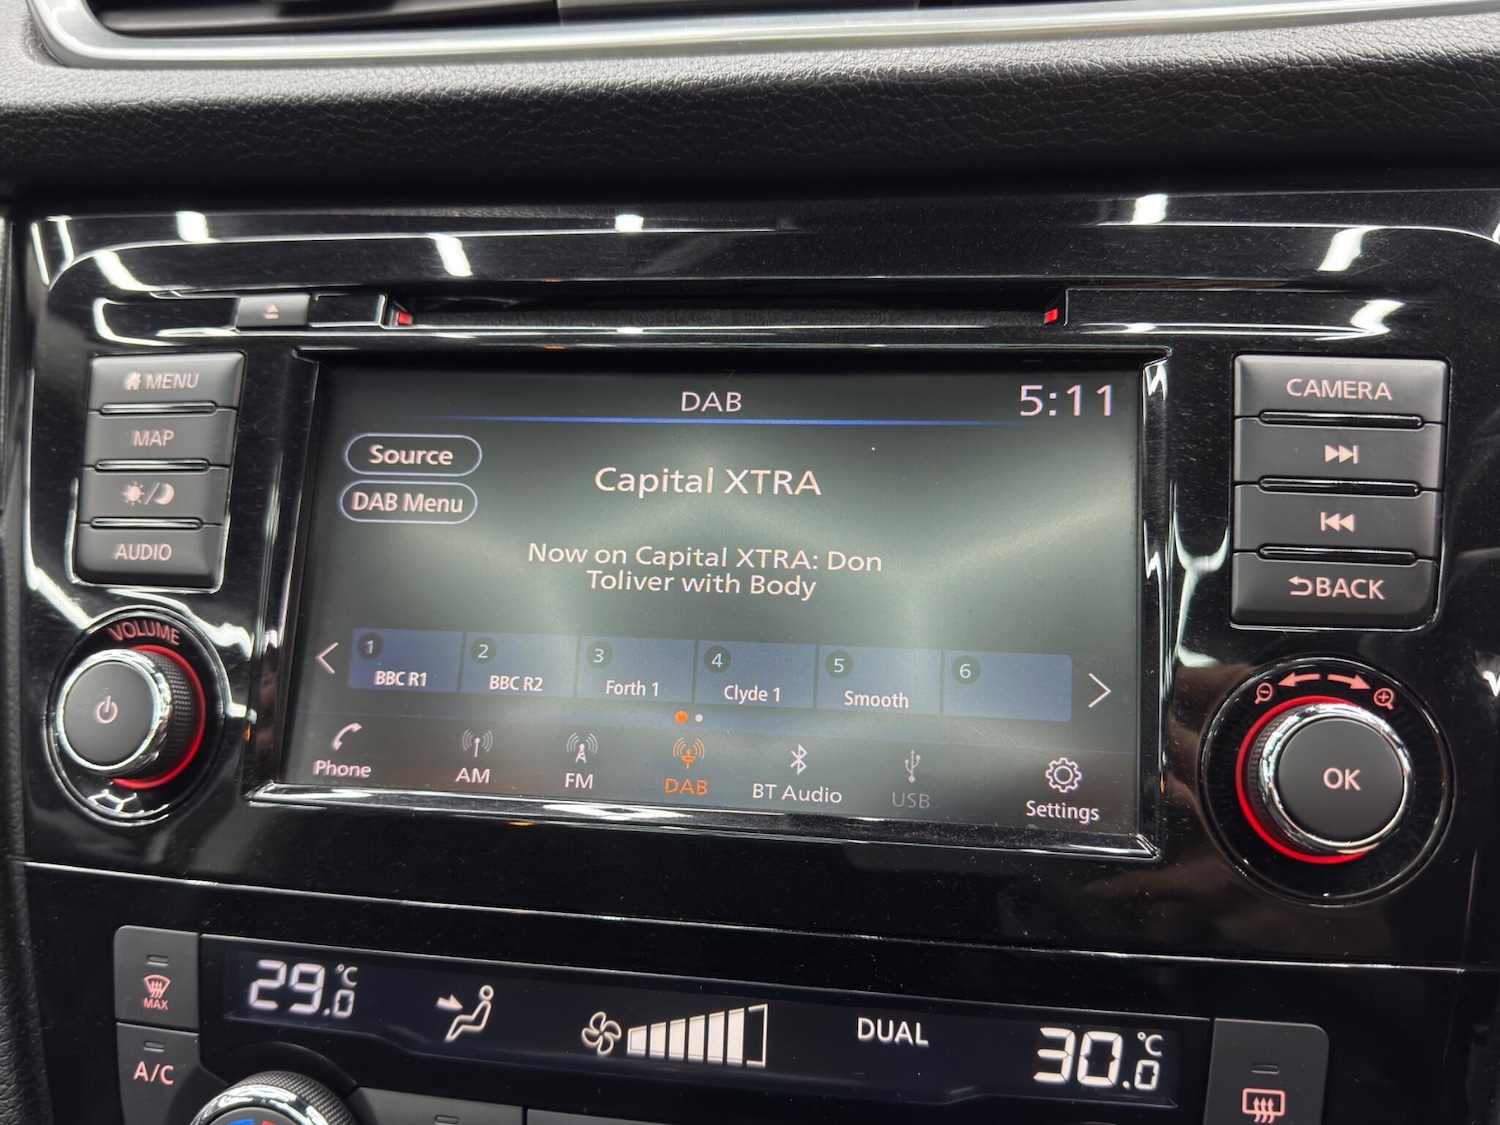 DAB
5:11
Source
DAB Menu
Capital XTRA
Now on Capital XTRA: Don
Toliver with Body
1
BBC R1
2
BBC R2
3
Forth 1
4
Clyde 1
5
Smooth
6
Phone
AM
FM
DAB
BT Audio
USB
Settings
MENU
MAP
AUDIO
VOLUME
CAMERA
BACK
OK
MAX
A/C
29.0 °C
DUAL
30.0 °C